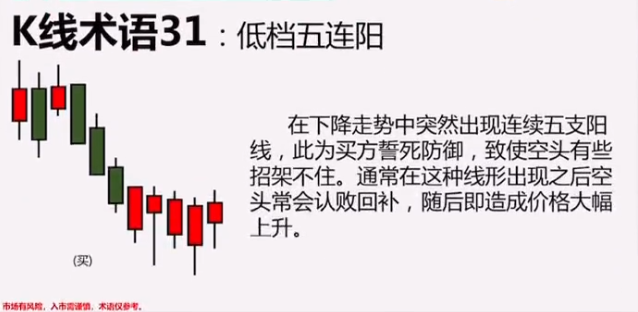 K线术语31：低档五连阳
在下降走势中突然出现连续五支阳
线，此为买方誓死防御，致使空头有些
招架不住。通常在这种线形出现之后空
头常会认败回补，随后即造成价格大幅
上升。
(买)
市场有风险，入市需谨慎，术语仅参考。